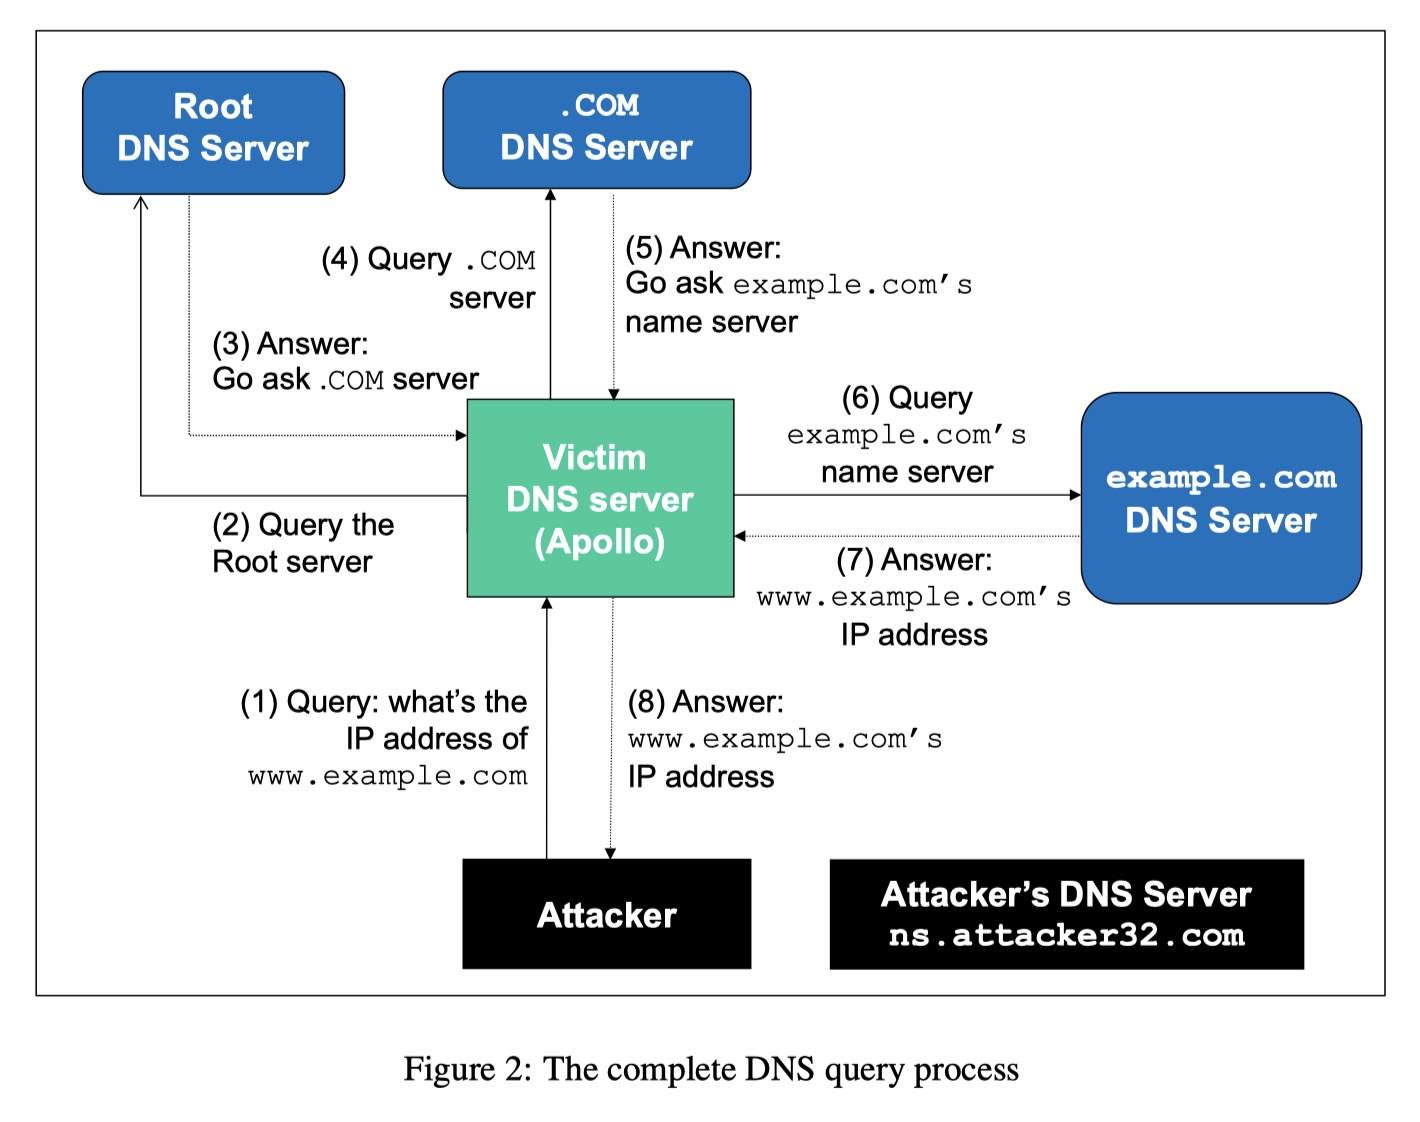 Root
DNS Server
.COM
DNS Server
(4) Query .COM
server
(5) Answer:
Go ask example.com’s
name server
(3) Answer:
Go ask .COM server
(6) Query
example.com’s
name server
Victim
DNS server
(Apollo)
example.com
DNS Server
(2) Query the
Root server
(7) Answer:
www.example.com’s
IP address
(1) Query: what’s the
IP address of
www.example.com
(8) Answer:
www.example.com’s
IP address
Attacker
Attacker’s DNS Server
ns.attacker32.com
Figure 2: The complete DNS query process